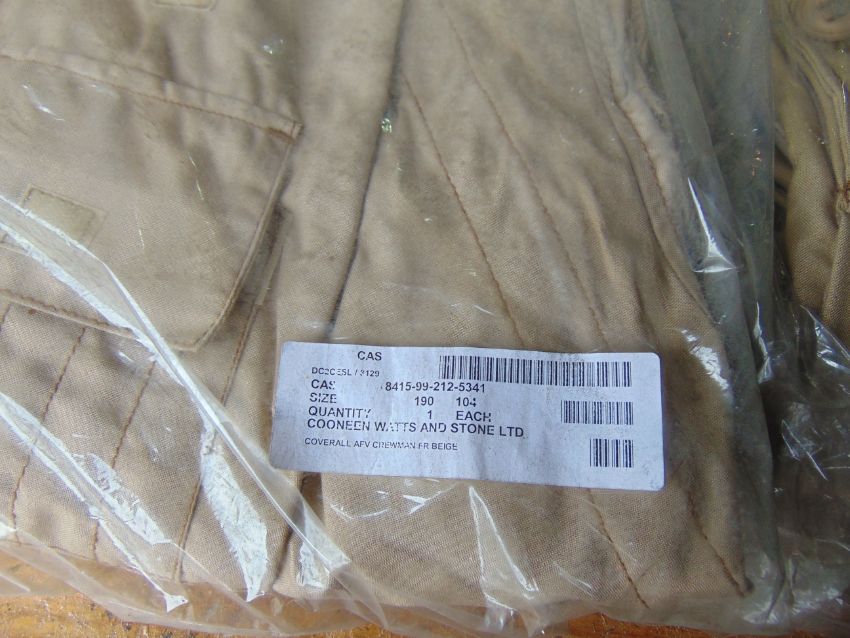 CAS
DC2CE5L / 3129
CAS 8415-99-212-5341
SIZE 190 104
QUANTITY 1 EACH
COONEEN WATTS AND STONE LTD
COVERALL AFV CREWMAN FR BEIGE